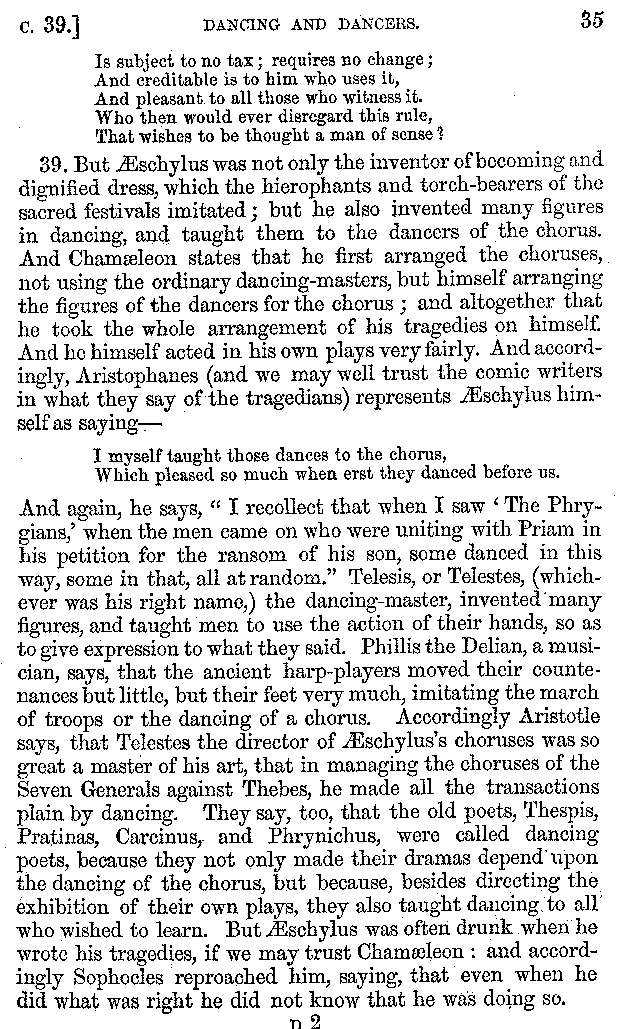 C. 39.] DANCING AND DANCERS. 35
Is subject to no tax; requires no change;
And creditable is to him who uses it,
And pleasant to all those who witness it.
Who then would ever disregard this rule,
That wishes to be thought a man of sense?
39. But Æschylus was not only the inventor of becoming and
dignified dress, which the hierophants and torch-bearers of the
sacred festivals imitated; but he also invented many figures
in dancing, and taught them to the dancers of the chorus.
And Chamæleon states that he first arranged the choruses,
not using the ordinary dancing-masters, but himself arranging
the figures of the dancers for the chorus; and altogether that
he took the whole arrangement of his tragedies on himself.
And he himself acted in his own plays very fairly. And accord-
ingly, Aristophanes (and we may well trust the comic writers
in what they say of the tragedians) represents Æschylus him-
self as saying—
I myself taught those dances to the chorus,
Which pleased so much when erst they danced before us.
And again, he says, “ I recollect that when I saw ‘ The Phry-
gians,’ when the men came on who were uniting with Priam in
his petition for the ransom of his son, some danced in this
way, some in that, all at random.” Telesis, or Telestes, (which-
ever was his right name,) the dancing-master, invented many
figures, and taught men to use the action of their hands, so as
to give expression to what they said. Phillis the Delian, a musi-
cian, says, that the ancient harp-players moved their counte-
nances but little, but their feet very much, imitating the march
of troops or the dancing of a chorus. Accordingly Aristotle
says, that Telestes the director of Æschylus’s choruses was so
great a master of his art, that in managing the choruses of the
Seven Generals against Thebes, he made all the transactions
plain by dancing. They say, too, that the old poets, Thespis,
Pratinas, Carcinus, and Phrynichus, were called dancing
poets, because they not only made their dramas depend upon
the dancing of the chorus, but because, besides directing the
exhibition of their own plays, they also taught dancing to all
who wished to learn. But Æschylus was often drunk when he
wrote his tragedies, if we may trust Chamæleon : and accord-
ingly Sophocles reproached him, saying, that even when he
did what was right he did not know that he was doing so.
D 2